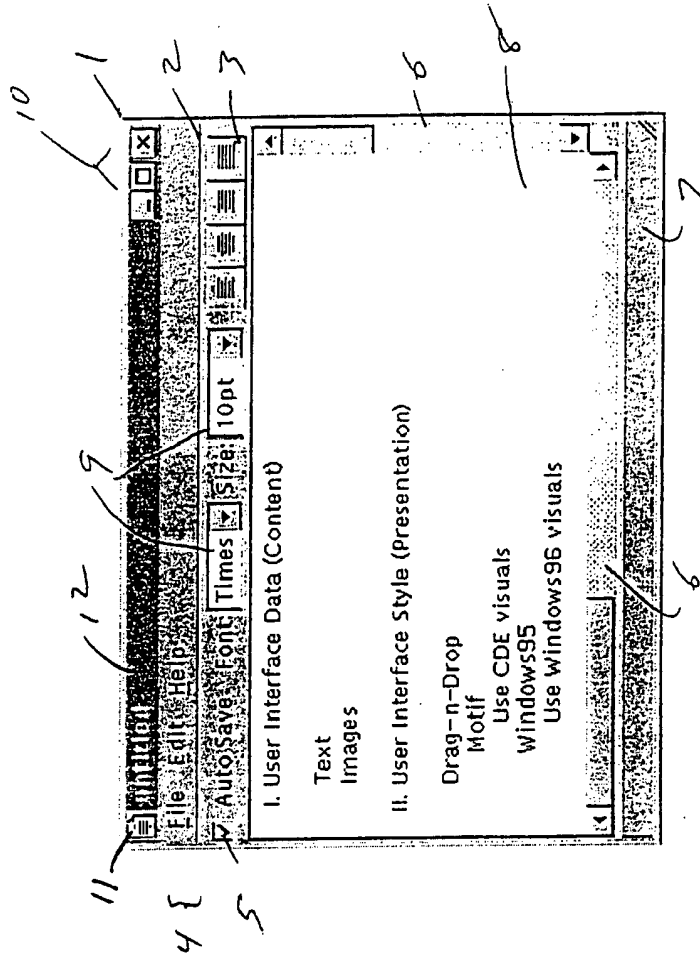 11
12
9
10
1
File Edit Help
2
4 {
AutoSave Font Times Size: 10pt
3
5
I. User Interface Data (Content)
Text
Images
6
II. User Interface Style (Presentation)
Drag-n-Drop
Motif
Use CDE visuals
8
Windows95
Use Windows96 visuals
6
7